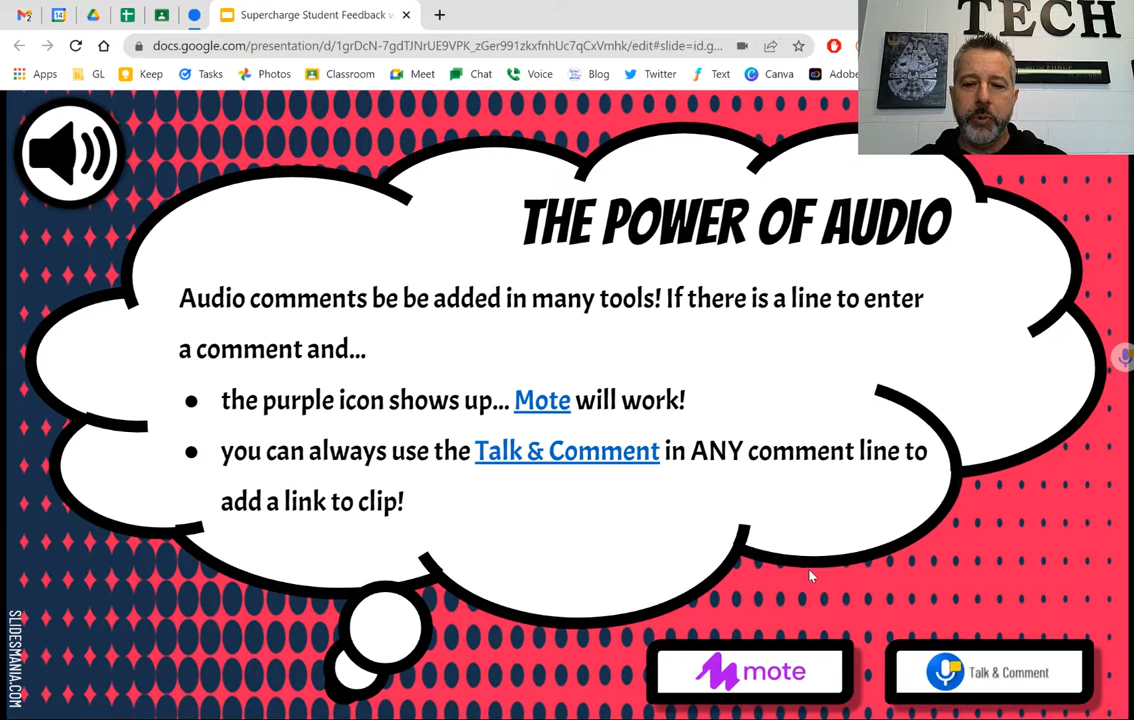 Supercharge Student Feedback w
docs.google.com/presentation/d/1grDcN-7gdTJNrUE9VPK_zGer991zkxfnhUc7qCxVmhk/edit#slide=id.g...
Apps GL Keep Tasks Photos Classroom Meet Chat Voice Blog Twitter Text Canva Adobe
TECH
THE POWER OF AUDIO
Audio comments be be added in many tools! If there is a line to enter
a comment and...
● the purple icon shows up... Mote will work!
● you can always use the Talk & Comment in ANY comment line to
add a link to clip!
mote
Talk & Comment
SLIDESMANIA.COM